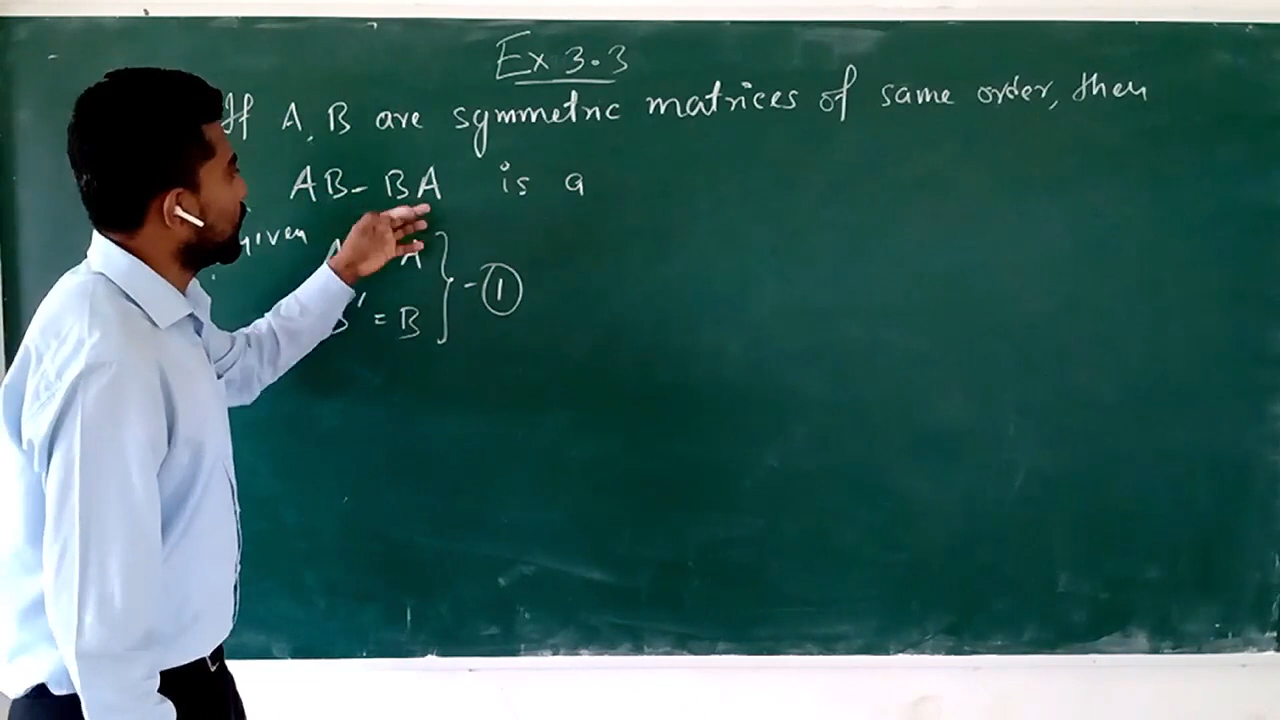 Ex 3.3
If A, B are symmetric matrices of same order, then
AB - BA is a
given A
' = B } - ①